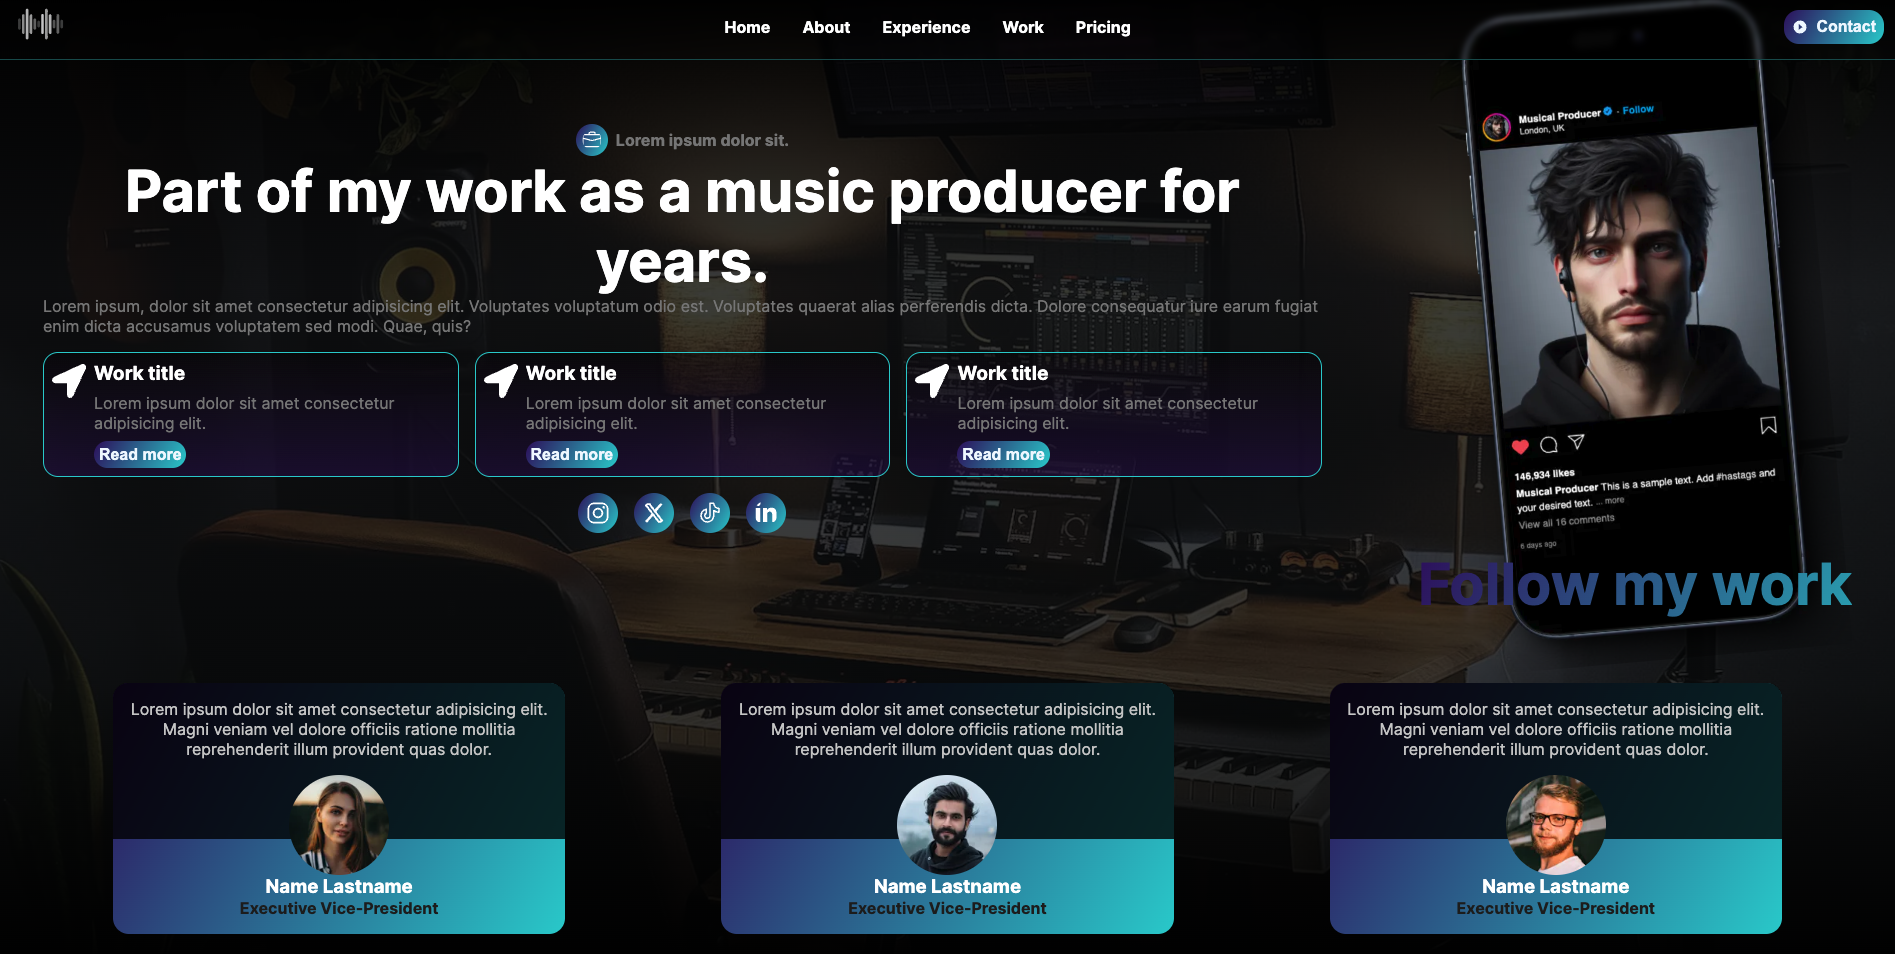 Home
About
Experience
Work
Pricing
Contact
Lorem ipsum dolor sit.
Part of my work as a music producer for
years.
Lorem ipsum, dolor sit amet consectetur adipisicing elit. Voluptates voluptatum odio est. Voluptates quaerat alias perferendis dicta. Dolore consequatur iure earum fugiat
enim dicta accusamus voluptatem sed modi. Quae, quis?
Work title
Lorem ipsum dolor sit amet consectetur
adipisicing elit.
Read more
Work title
Lorem ipsum dolor sit amet consectetur
adipisicing elit.
Read more
Work title
Lorem ipsum dolor sit amet consectetur
adipisicing elit.
Read more
in
Musical Producer · Follow
London, UK
146,934 likes
Musical Producer This is a sample text. Add #hastags and
your desired text. ... more
View all 16 comments
6 days ago
Follow my work
Lorem ipsum dolor sit amet consectetur adipisicing elit.
Magni veniam vel dolore officiis ratione mollitia
reprehenderit illum provident quas dolor.
Name Lastname
Executive Vice-President
Lorem ipsum dolor sit amet consectetur adipisicing elit.
Magni veniam vel dolore officiis ratione mollitia
reprehenderit illum provident quas dolor.
Name Lastname
Executive Vice-President
Lorem ipsum dolor sit amet consectetur adipisicing elit.
Magni veniam vel dolore officiis ratione mollitia
reprehenderit illum provident quas dolor.
Name Lastname
Executive Vice-President